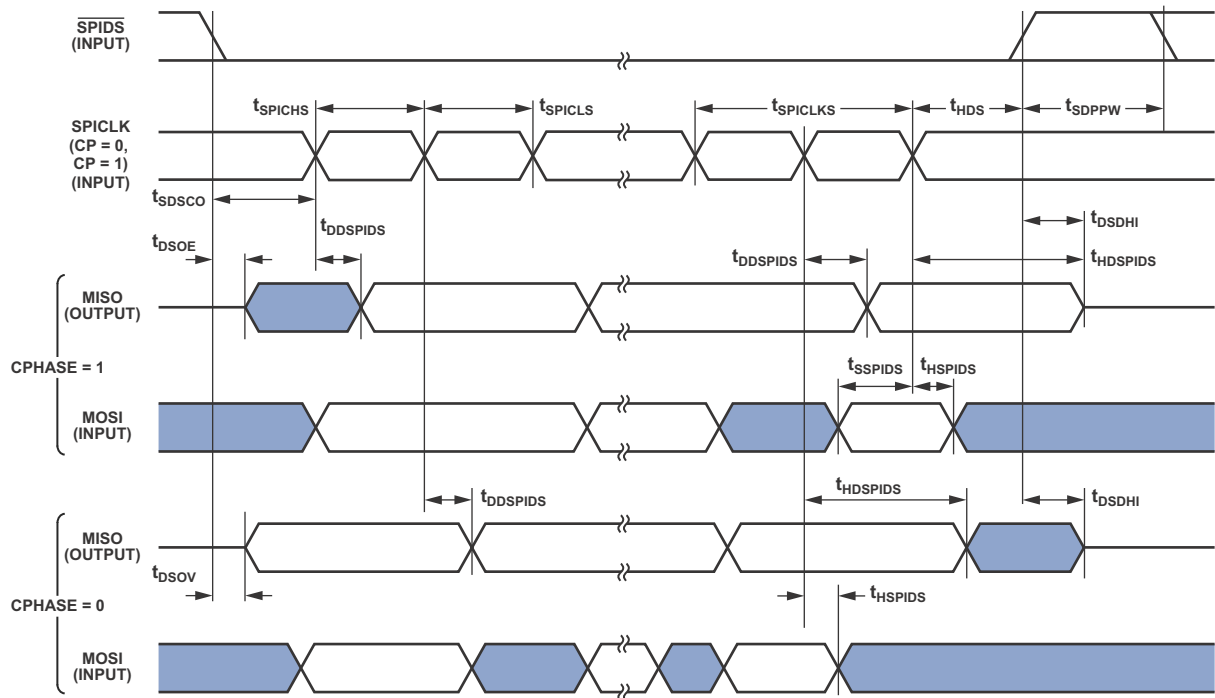 SPIDS
(INPUT)
tSPICHS
tSPICLS
tSPICLKS
tHDS
tSDPPW
SPICLK
(CP = 0,
CP = 1)
(INPUT)
tSDSCO
tDDSPIDS
tDSOE
tDDSPIDS
tDSDHI
tHDSPIDS
MISO
(OUTPUT)
CPHASE = 1
tSSPIDS
tHSPIDS
MOSI
(INPUT)
tDDSPIDS
tHDSPIDS
tDSDHI
MISO
(OUTPUT)
tDSOV
CPHASE = 0
tHSPIDS
MOSI
(INPUT)